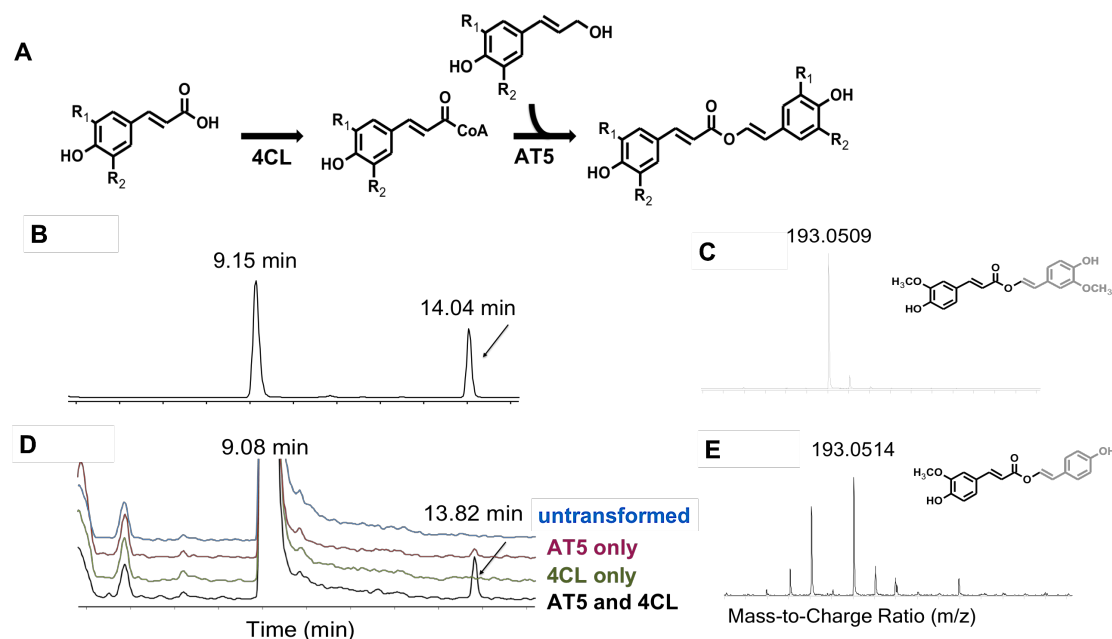 A
R1
HO
R2
O
OH
4CL
R1
HO
R2
O
CoA
R1
HO
R2
OH
AT5
R1
HO
R2
O
O
R1
OH
R2
B
9.15 min
14.04 min
C
193.0509
H3CO
HO
O
O
OH
OCH3
D
9.08 min
13.82 min
untransformed
AT5 only
4CL only
AT5 and 4CL
Time (min)
E
193.0514
H3CO
HO
O
O
OH
Mass-to-Charge Ratio (m/z)